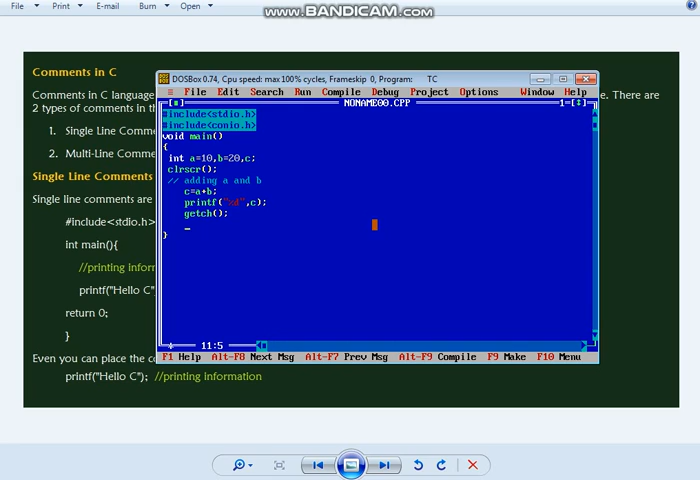 File Print E-mail Burn Open
www.BANDICAM.com
Comments in C
Comments in C language
e. There are
2 types of comments in th
1. Single Line Comme
2. Multi-Line Comme
Single Line Comments
Single line comments are
#include<stdio.h>
int main(){
//printing inforr
printf("Hello C"
return 0;
}
Even you can place the co
printf("Hello C"); //printing information
DOSBox 0.74, Cpu speed: max 100% cycles, Frameskip 0, Program: TC
File Edit Search Run Compile Debug Project Options Window Help
NONAME00.CPP
1=[↕]
#include<stdio.h>
#include<conio.h>
void main()
{
int a=10,b=20,c;
clrscr();
// adding a and b
c=a+b;
printf("%d",c);
getch();
}
11:5
F1 Help Alt-F8 Next Msg Alt-F7 Prev Msg Alt-F9 Compile F9 Make F10 Menu